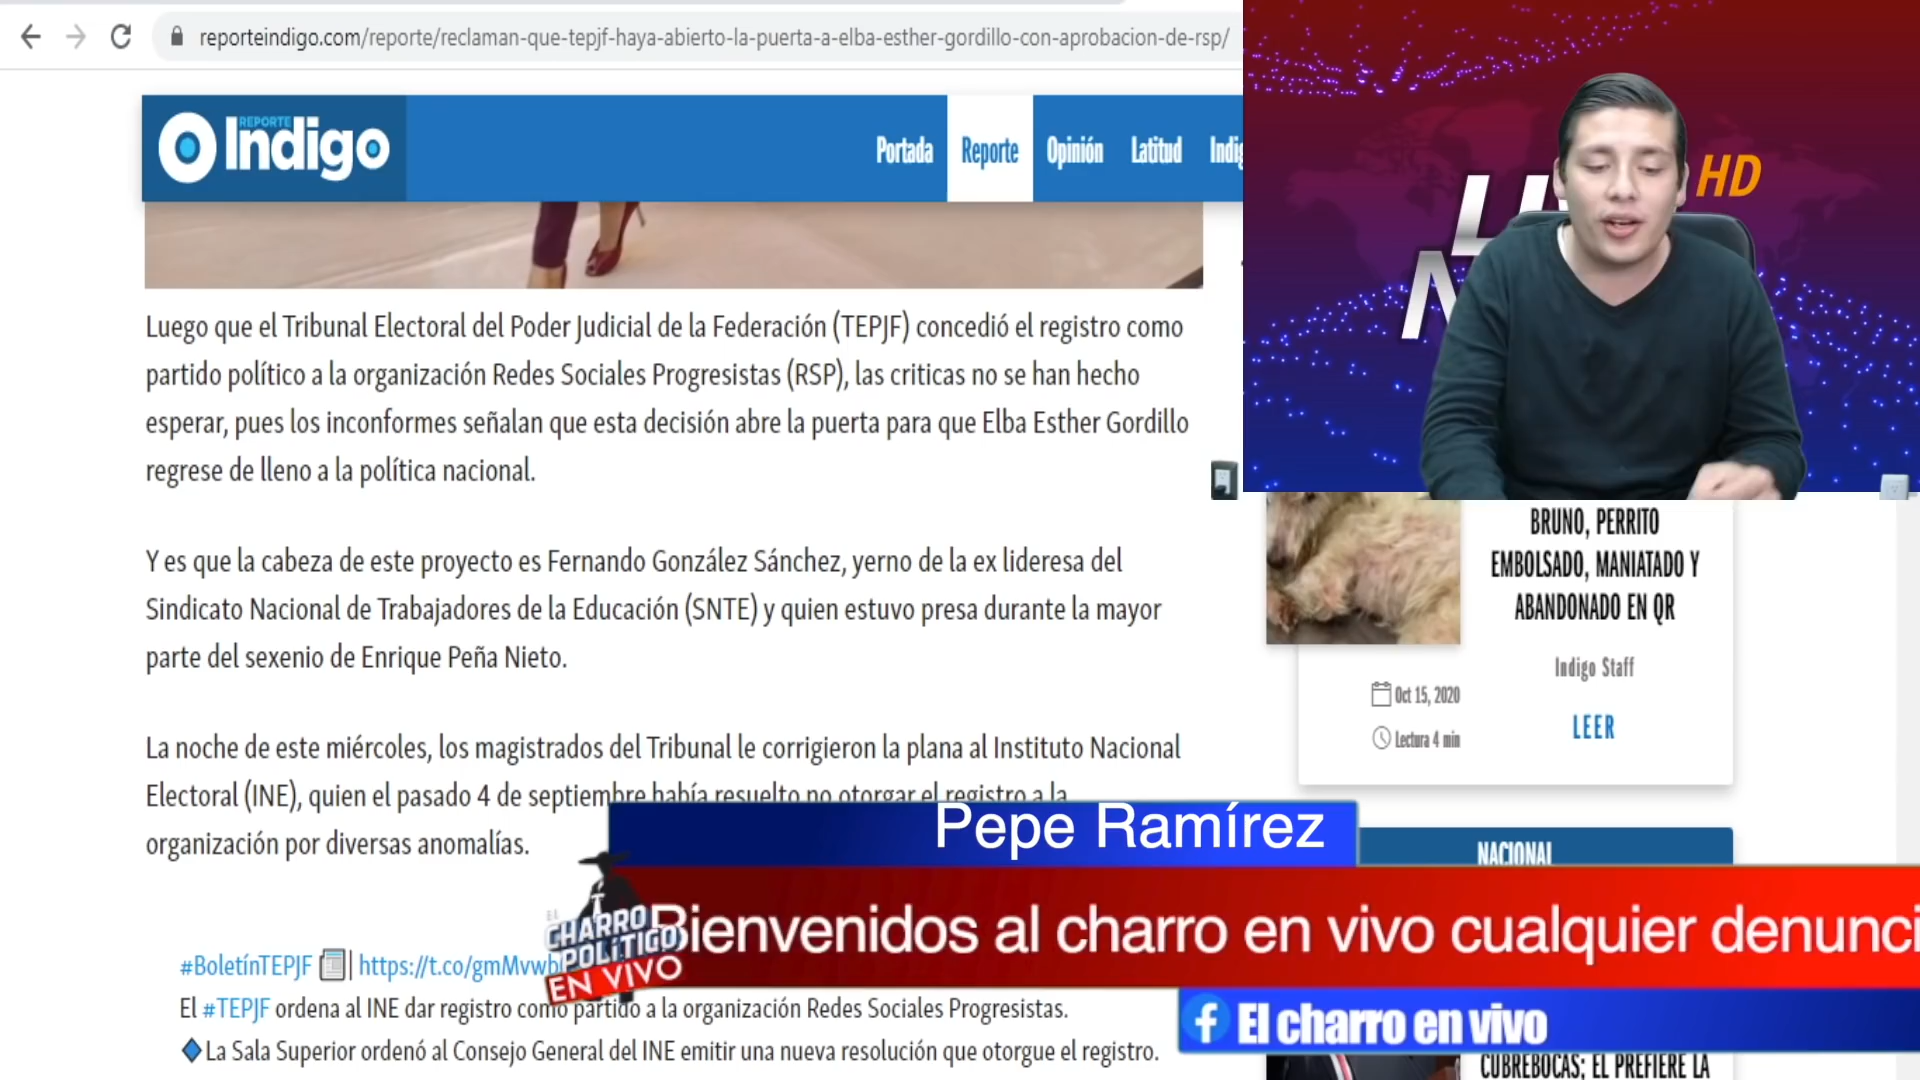 reporteindigo.com/reporte/reclaman-que-tepjf-haya-abierto-la-puerta-a-elba-esther-gordillo-con-aprobacion-de-rsp/
REPORTE
Indigo
Portada Reporte Opinión Latitud
HD
Luego que el Tribunal Electoral del Poder Judicial de la Federación (TEPJF) concedió el registro como
partido político a la organización Redes Sociales Progresistas (RSP), las criticas no se han hecho
esperar, pues los inconformes señalan que esta decisión abre la puerta para que Elba Esther Gordillo
regrese de lleno a la política nacional.
Y es que la cabeza de este proyecto es Fernando González Sánchez, yerno de la ex lideresa del
Sindicato Nacional de Trabajadores de la Educación (SNTE) y quien estuvo presa durante la mayor
parte del sexenio de Enrique Peña Nieto.
La noche de este miércoles, los magistrados del Tribunal le corrigieron la plana al Instituto Nacional
Electoral (INE), quien el pasado 4 de septiembre había resuelto no otorgar el registro a la
organización por diversas anomalías.
#BoletínTEPJF | https://t.co/gmMvwb
El #TEPJF ordena al INE dar registro como partido a la organización Redes Sociales Progresistas.
La Sala Superior ordenó al Consejo General del INE emitir una nueva resolución que otorgue el registro.
BRUNO, PERRITO
EMBOLSADO, MANIATADO Y
ABANDONADO EN QR
Indigo Staff
Oct 15, 2020
Lectura 4 min
LEER
NACIONAL
CUBREBOCAS; EL PREFIERE LA
Pepe Ramírez
EL
CHARRO
POLÍTICO
EN VIVO
Bienvenidos al charro en vivo cualquier denunci
El charro en vivo